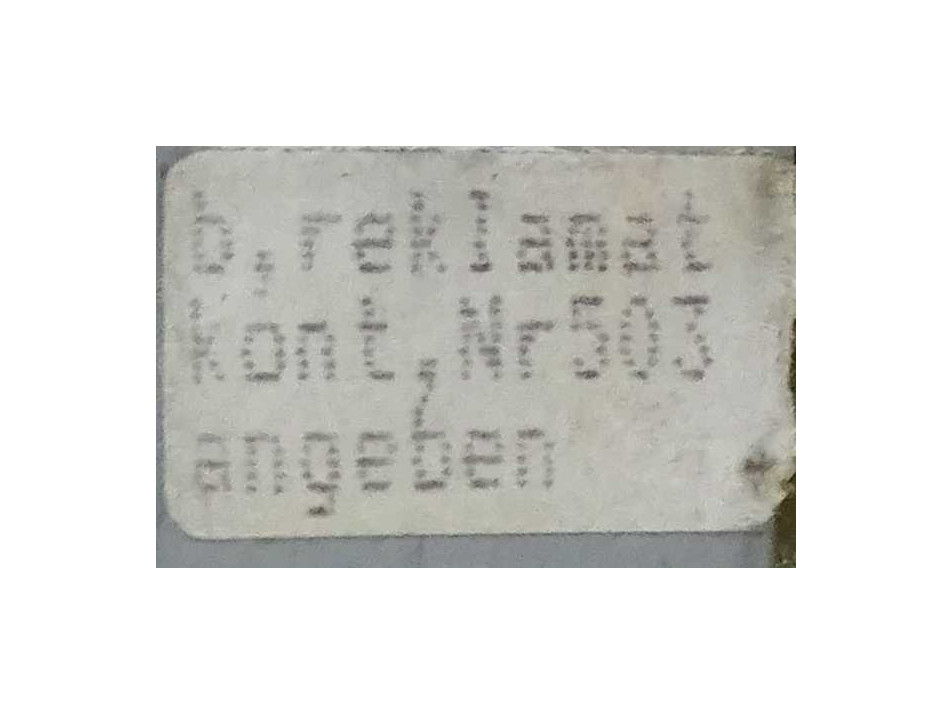 b.reklamat
Kont.Nr503
angeben